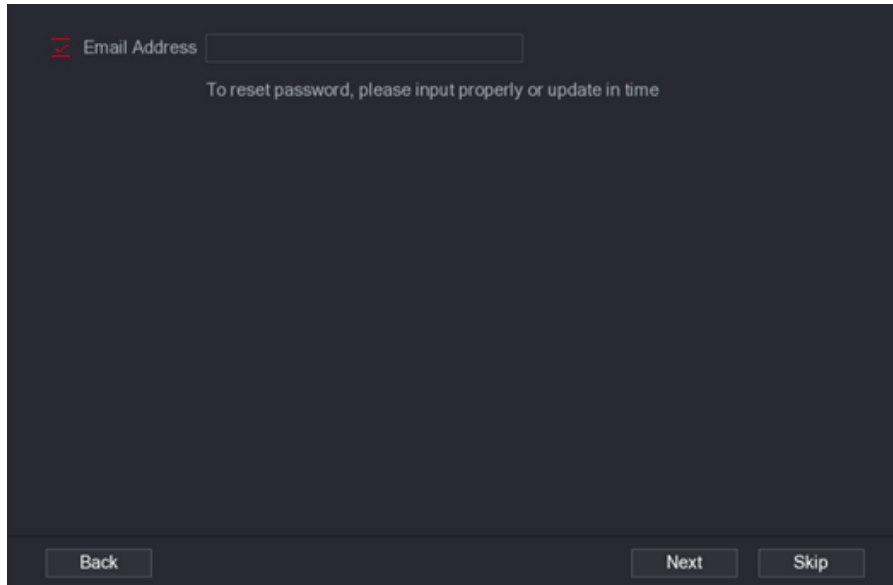 Email Address
To reset password, please input properly or update in time
Back Next Skip